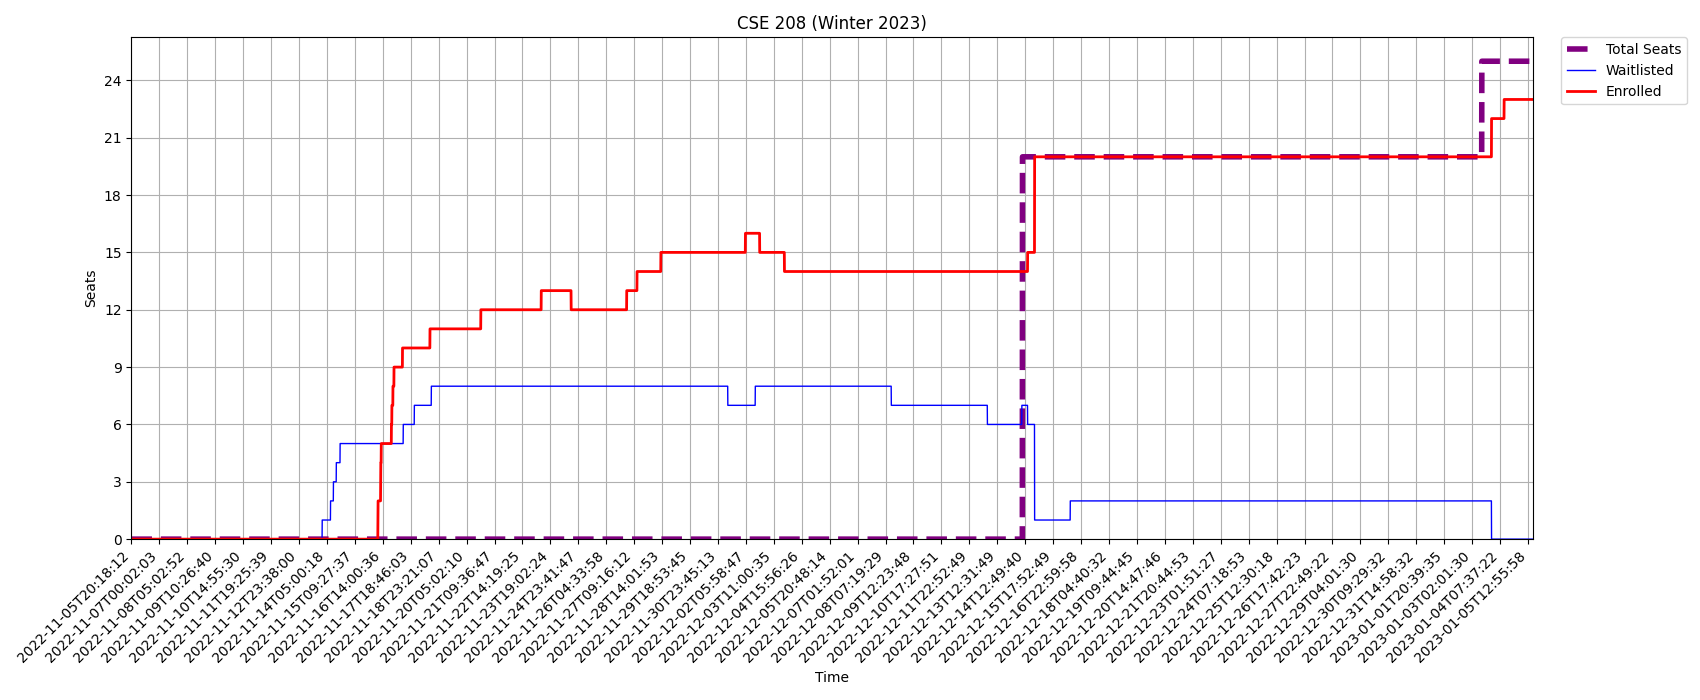 CSE 208 (Winter 2023)
Total Seats
Waitlisted
Enrolled
Seats
24
21
18
15
12
9
6
3
0
2022-11-05T20:18:12
2022-11-07T00:02:03
2022-11-08T05:02:52
2022-11-09T10:26:40
2022-11-10T14:55:30
2022-11-11T19:25:39
2022-11-12T23:38:00
2022-11-14T05:00:18
2022-11-15T09:27:37
2022-11-16T14:00:36
2022-11-17T18:46:03
2022-11-18T23:21:07
2022-11-20T05:02:10
2022-11-21T09:36:47
2022-11-22T14:19:25
2022-11-23T19:02:24
2022-11-24T23:41:47
2022-11-26T04:33:58
2022-11-27T09:16:12
2022-11-28T14:01:53
2022-11-29T18:53:45
2022-11-30T23:45:13
2022-12-02T05:58:47
2022-12-03T11:00:35
2022-12-04T15:56:26
2022-12-05T20:48:14
2022-12-07T01:52:01
2022-12-08T07:19:29
2022-12-09T12:23:48
2022-12-10T17:27:51
2022-12-11T22:52:49
2022-12-13T12:31:49
2022-12-14T12:49:40
2022-12-15T17:52:49
2022-12-16T22:59:58
2022-12-18T04:40:32
2022-12-19T09:44:45
2022-12-20T14:47:46
2022-12-21T20:44:53
2022-12-23T01:51:27
2022-12-24T07:18:53
2022-12-25T12:30:18
2022-12-26T17:42:23
2022-12-27T22:49:22
2022-12-29T04:01:30
2022-12-30T09:29:32
2022-12-31T14:58:32
2023-01-01T20:39:35
2023-01-03T02:01:30
2023-01-04T07:37:22
2023-01-05T12:55:58
Time